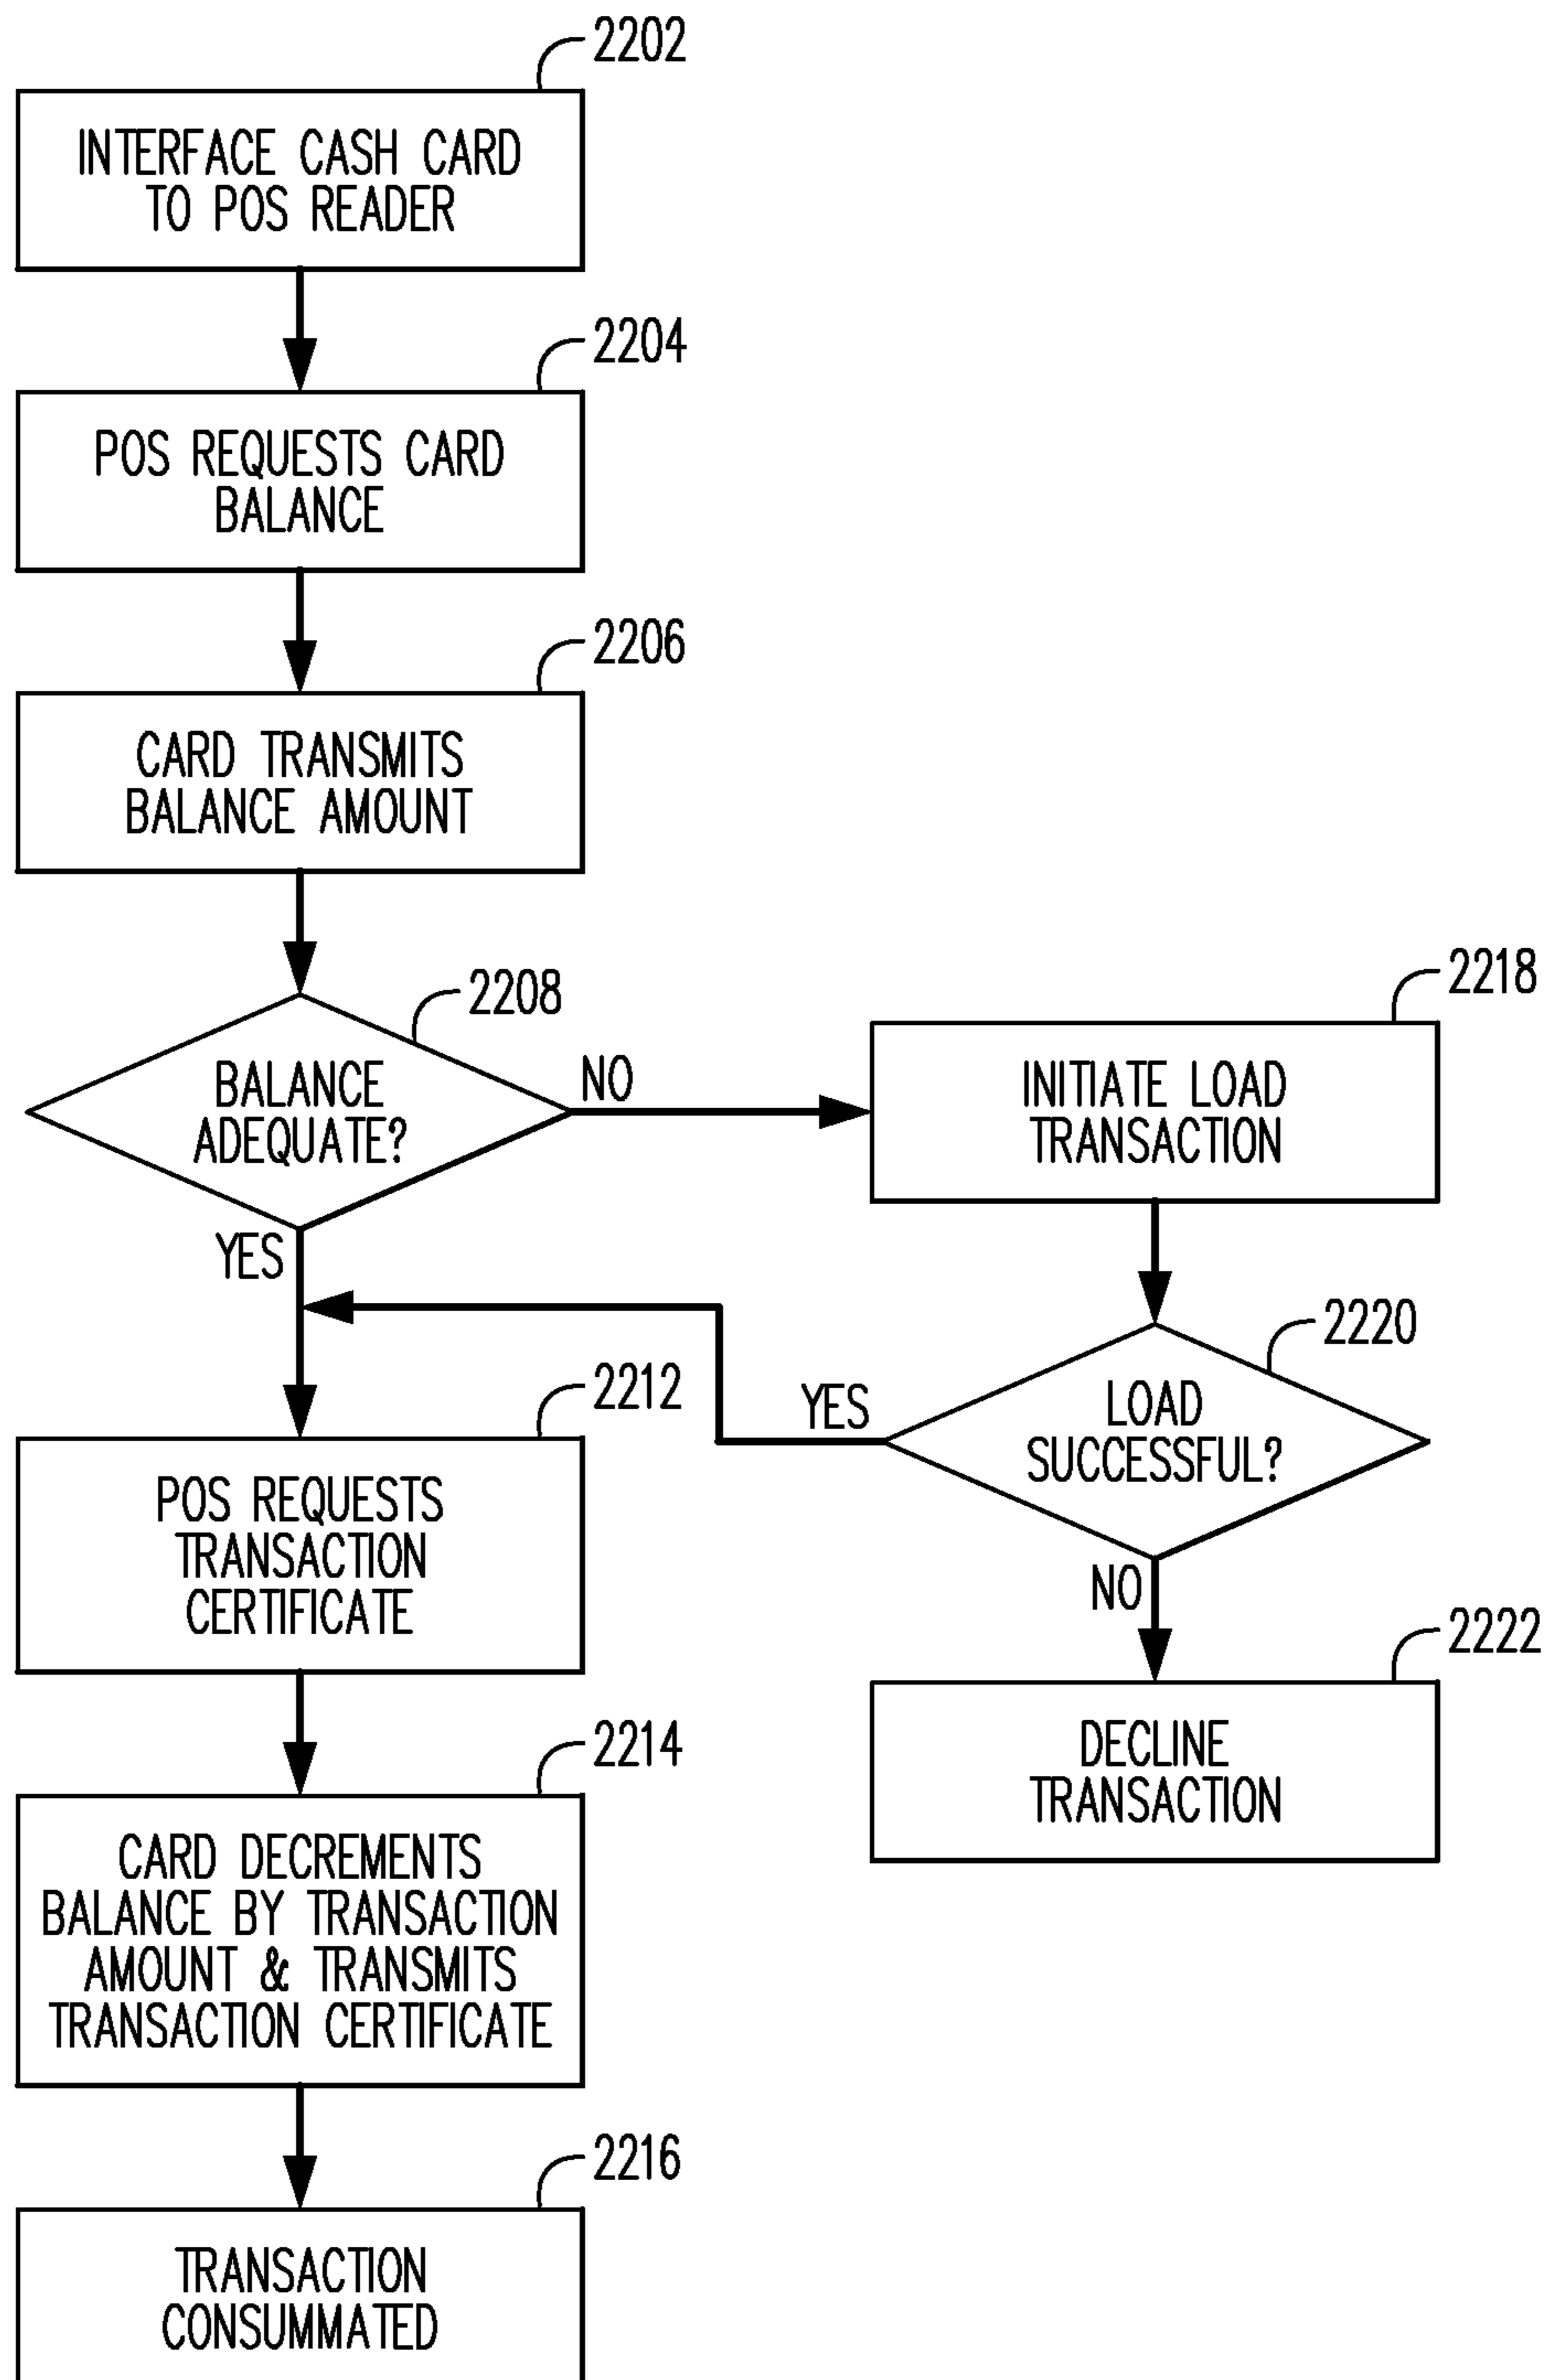 2202
INTERFACE CASH CARD
TO POS READER
2204
POS REQUESTS CARD
BALANCE
2206
CARD TRANSMITS
BALANCE AMOUNT
2208
BALANCE
ADEQUATE?
NO
YES
2218
INITIATE LOAD
TRANSACTION
2220
LOAD
SUCCESSFUL?
YES
NO
2222
DECLINE
TRANSACTION
2212
POS REQUESTS
TRANSACTION
CERTIFICATE
2214
CARD DECREMENTS
BALANCE BY TRANSACTION
AMOUNT & TRANSMITS
TRANSACTION CERTIFICATE
2216
TRANSACTION
CONSUMMATED